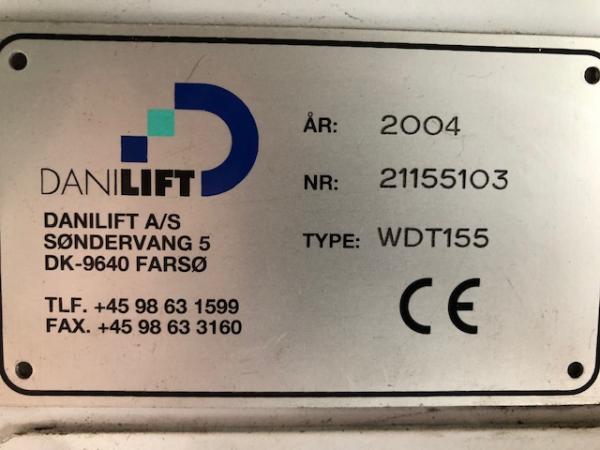 DANILIFT
DANILIFT A/S
SØNDERVANG 5
DK-9640 FARSØ
TLF. +45 98 63 1599
FAX. +45 98 63 3160
ÅR: 2004
NR: 21155103
TYPE: WDT155
CE